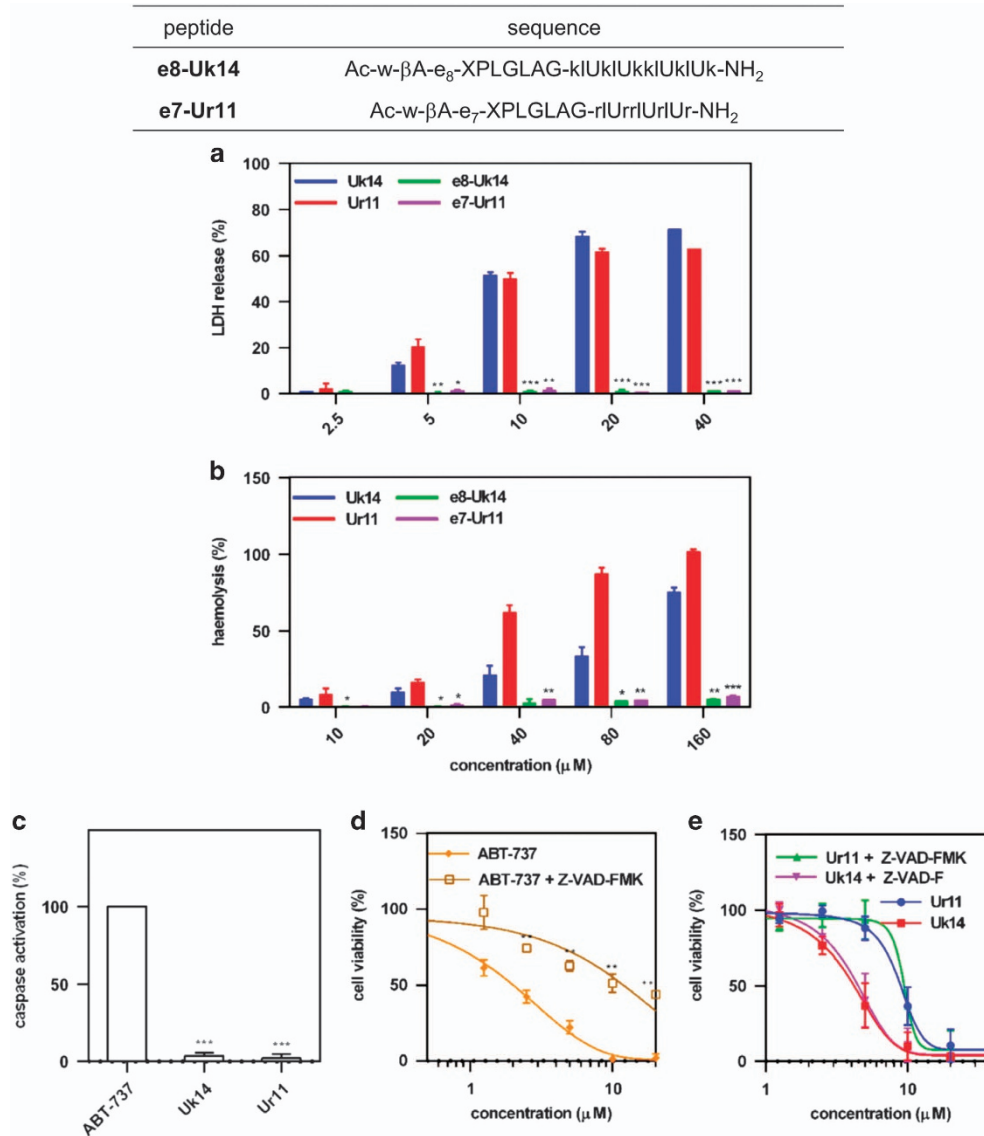 peptide sequence
e8-Uk14 Ac-w-βA-e₈-XPLGLAG-klUklUkklUklUk-NH₂
e7-Ur11 Ac-w-βA-e₇-XPLGLAG-rlUrrlUrlUr-NH₂
a
100
80
60
40
20
0
LDH release (%)
Uk14 e8-Uk14
Ur11 e7-Ur11
** * *** ** *** *** *** ***
2.5 5 10 20 40
b
150
100
50
0
haemolysis (%)
Uk14 e8-Uk14
Ur11 e7-Ur11
* * * ** * ** ** ***
10 20 40 80 160
concentration (μM)
c
100
50
0
caspase activation (%)
*** ***
ABT-737 Uk14 Ur11
d
150
100
50
0
cell viability (%)
ABT-737
ABT-737 + Z-VAD-FMK
** ** ** **
1 10
concentration (μM)
e
150
100
50
0
cell viability (%)
Ur11 + Z-VAD-FMK
Uk14 + Z-VAD-F
Ur11
Uk14
1 10
concentration (μM)